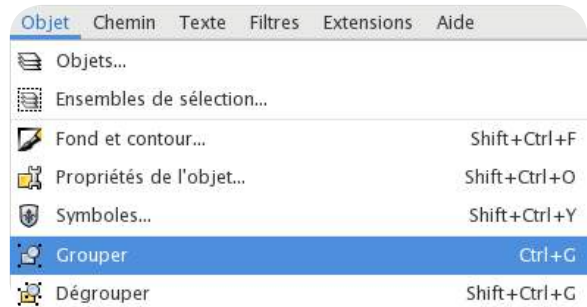 Objet Chemin Texte Filtres Extensions Aide
Objets...
Ensembles de sélection...
Fond et contour... Shift+Ctrl+F
Propriétés de l'objet... Shift+Ctrl+O
Symboles... Shift+Ctrl+Y
Grouper Ctrl+G
Dégrouper Shift+Ctrl+G